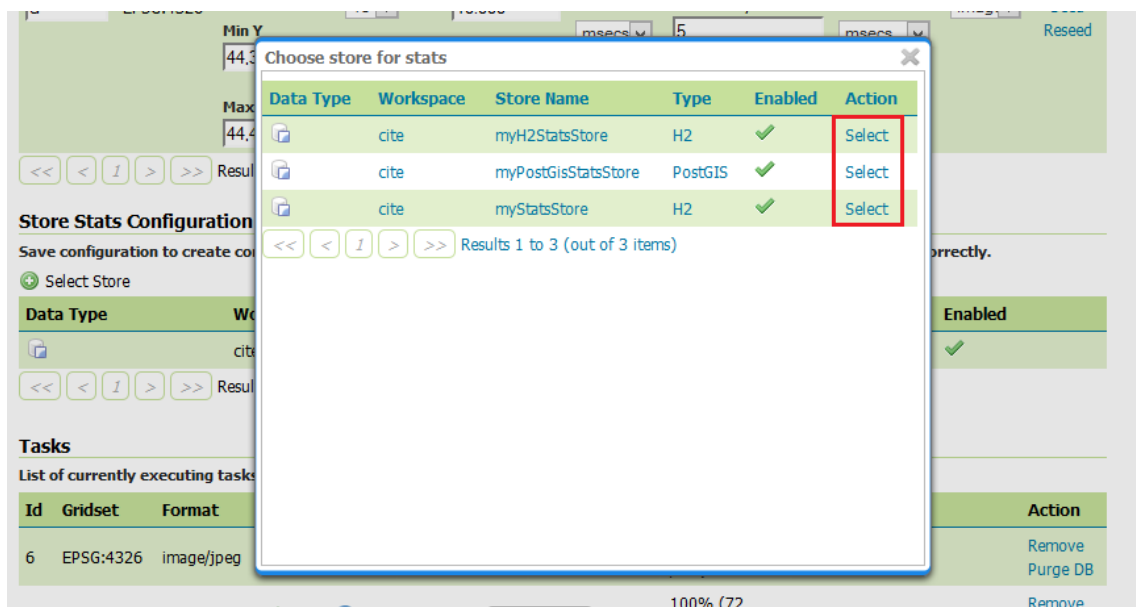 EPSG:4326
Min Y
msecs 5 msecs Reseed
44,3
Choose store for stats
Data Type Workspace Store Name Type Enabled Action
Max
44,4
cite myH2StatsStore H2 Select
<< < 1 > >> Resul
cite myPostGisStatsStore PostGIS Select
cite myStatsStore H2 Select
Store Stats Configuration
<< < 1 > >> Results 1 to 3 (out of 3 items)
Save configuration to create co orrectly.
Select Store
Data Type Wo Enabled
cite
<< < 1 > >> Resul
Tasks
List of currently executing tasks
Id Gridset Format Action
6 EPSG:4326 image/jpeg Remove
Purge DB
100% (72 Remove